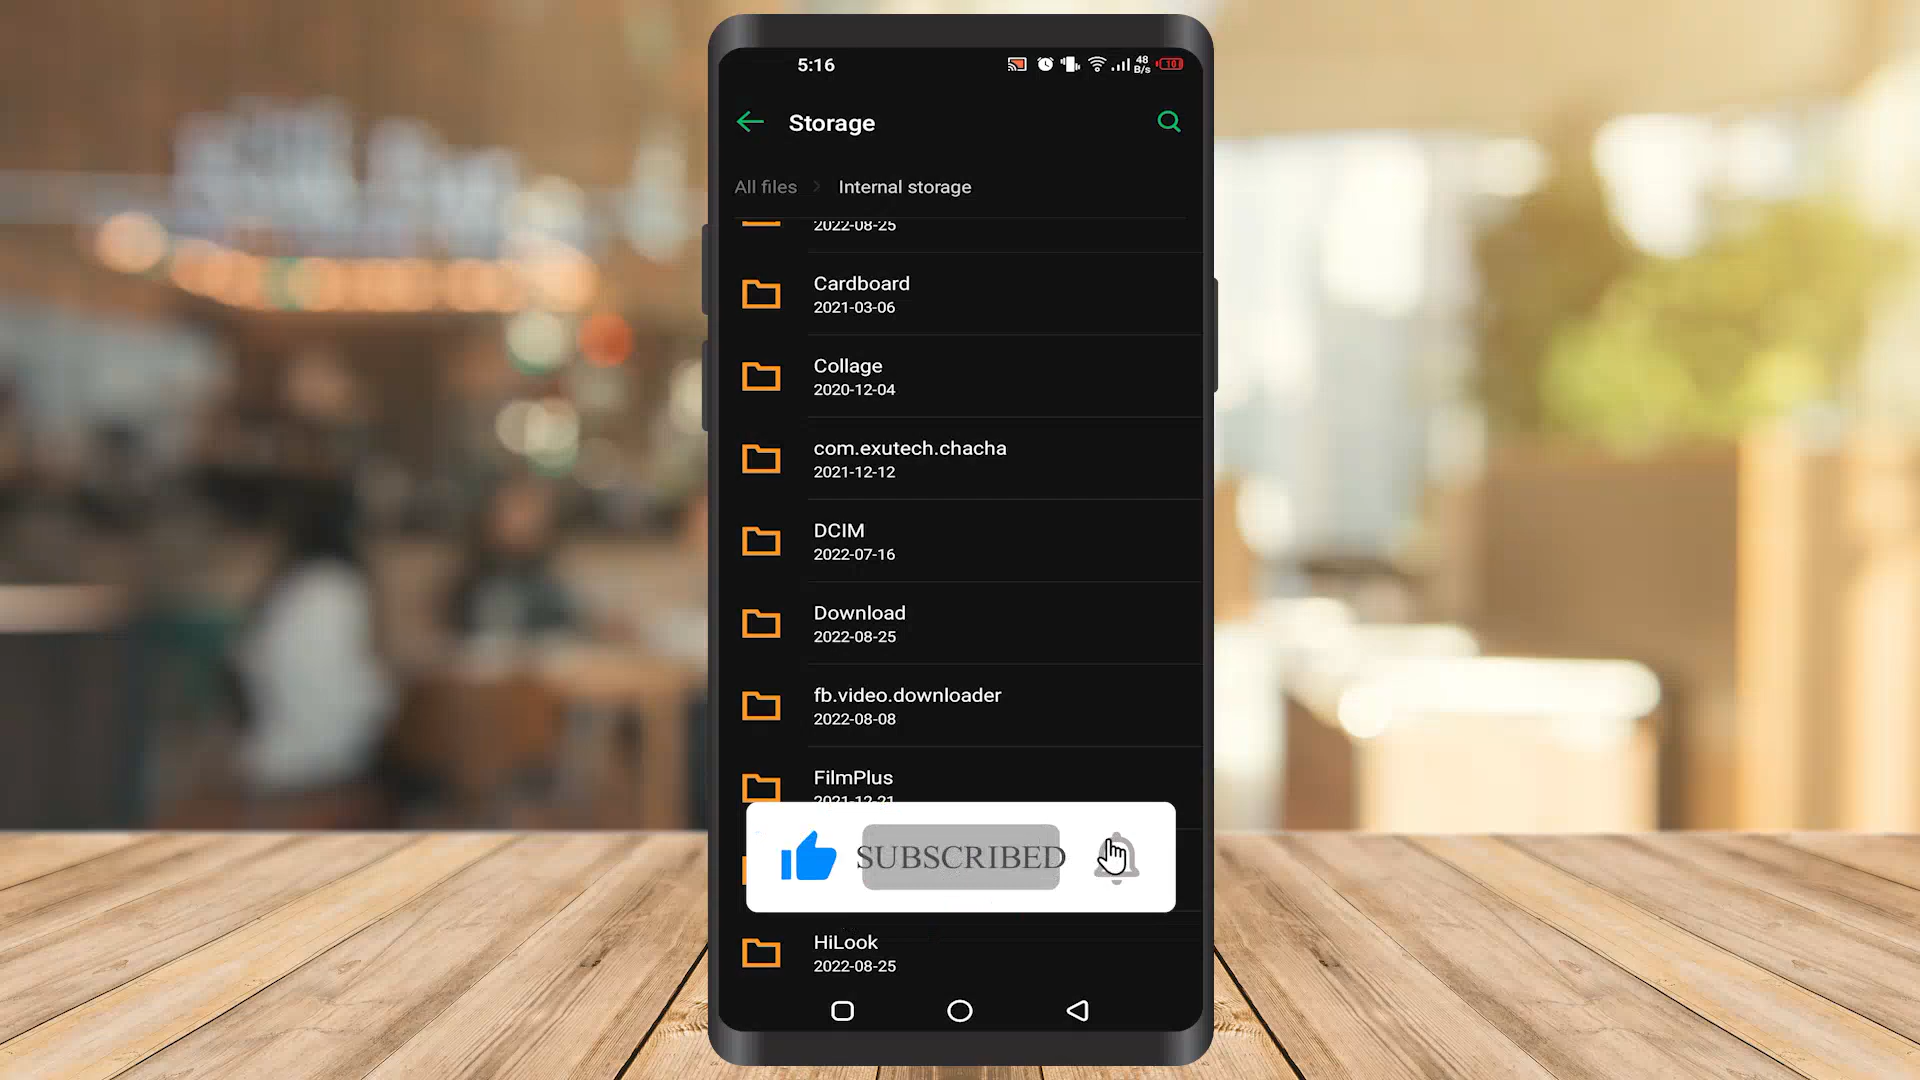 5:16
48
B/s
10
Storage
All files
Internal storage
2022-08-25
Cardboard
2021-03-06
Collage
2020-12-04
com.exutech.chacha
2021-12-12
DCIM
2022-07-16
Download
2022-08-25
fb.video.downloader
2022-08-08
FilmPlus
2021-12-21
SUBSCRIBED
HiLook
2022-08-25